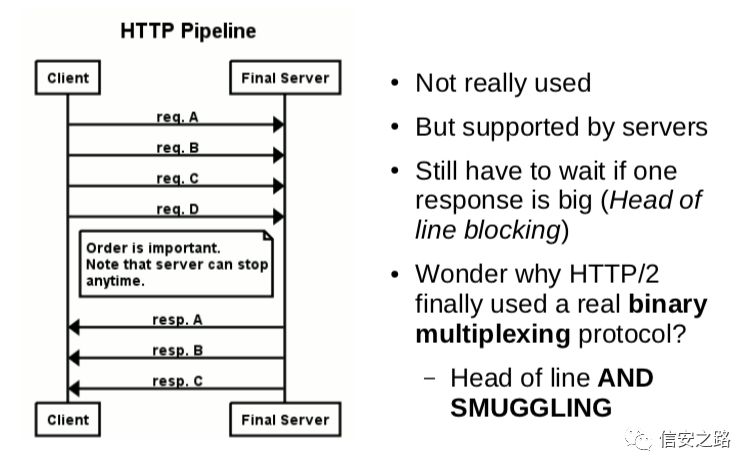 HTTP Pipeline
Client
Final Server
req. A
req. B
req. C
req. D
Order is important.
Note that server can stop
anytime.
resp. A
resp. B
resp. C
Client
Final Server
• Not really used
• But supported by servers
• Still have to wait if one
response is big (Head of
line blocking)
• Wonder why HTTP/2
finally used a real binary
multiplexing protocol?
– Head of line AND
SMUGGLING
信安之路